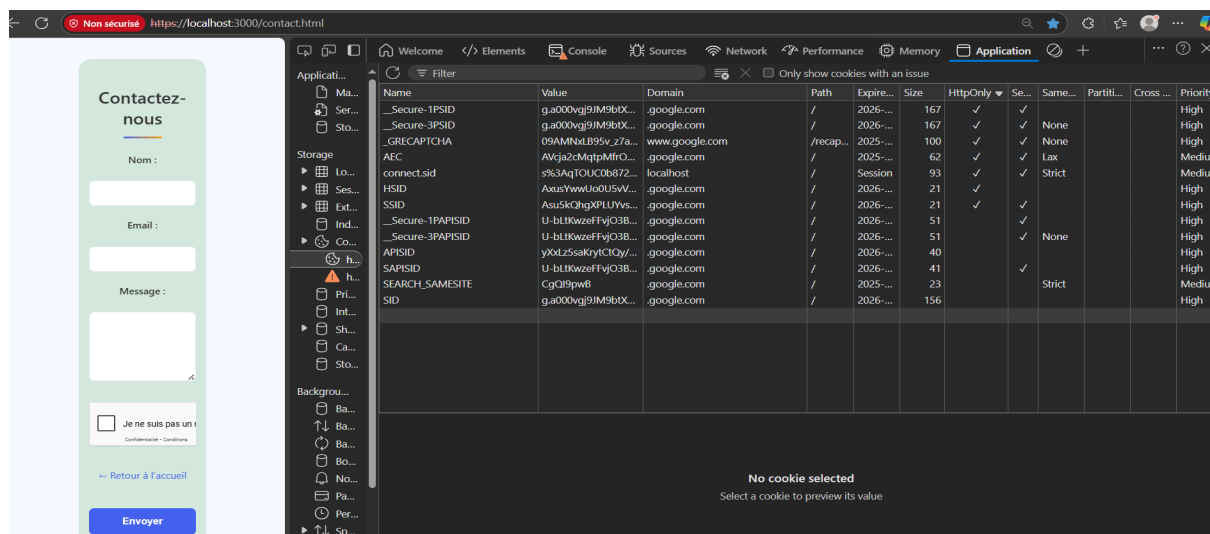 Non sécurisé https://localhost:3000/contact.html
Welcome Elements Console Sources Network Performance Memory Application
Contactez-
nous
Nom :
Email :
Message :
Je ne suis pas un r
Confidentialité - Conditions
← Retour à l'accueil
Envoyer
Applicati...
Ma...
Ser...
Sto...
Storage
Lo...
Ses...
Ext...
Ind...
Co...
h...
h...
Pri...
Int...
Sh...
Ca...
Sto...
Backgrou...
Ba...
Ba...
Ba...
Bo...
No...
Pa...
Per...
Sp...
Filter Only show cookies with an issue
Name Value Domain Path Expire... Size HttpOnly Se... Same... Partiti... Cross ... Priority
__Secure-1PSID g.a000vgj9JM9btX... .google.com / 2026-... 167 ✓ ✓ High
__Secure-3PSID g.a000vgj9JM9btX... .google.com / 2026-... 167 ✓ ✓ None High
_GRECAPTCHA 09AMNxLB95v_z7a... www.google.com /recap... 2025-... 100 ✓ ✓ None High
AEC AVcja2cMqtpMfrO... .google.com / 2025-... 62 ✓ ✓ Lax Mediu
connect.sid s%3AqTOUC0b872... localhost / Session 93 ✓ ✓ Strict Mediu
HSID AxusYwwUo0U5vV... .google.com / 2026-... 21 ✓ High
SSID Asu5kQhgXPLUYvs... .google.com / 2026-... 21 ✓ ✓ High
__Secure-1PAPISID U-bLtKwzeFFvjO3B... .google.com / 2026-... 51 ✓ High
__Secure-3PAPISID U-bLtKwzeFFvjO3B... .google.com / 2026-... 51 ✓ None High
APISID yXxLz5saKrytCtQy/... .google.com / 2026-... 40 High
SAPISID U-bLtKwzeFFvjO3B... .google.com / 2026-... 41 ✓ High
SEARCH_SAMESITE CgQI9pwB .google.com / 2025-... 23 Strict Mediu
SID g.a000vgj9JM9btX... .google.com / 2026-... 156 High
No cookie selected
Select a cookie to preview its value